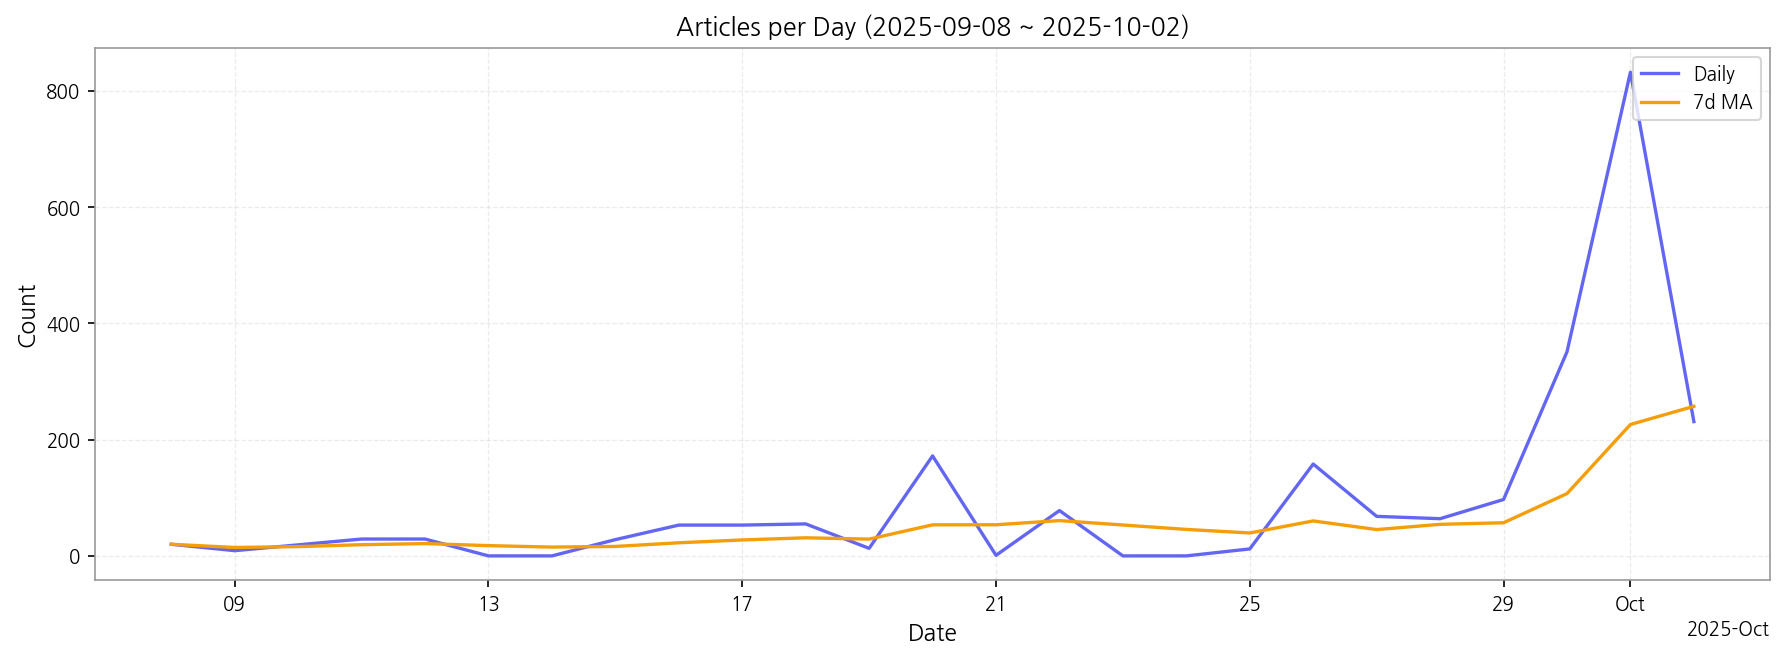 Articles per Day (2025-09-08 ~ 2025-10-02)
Daily
7d MA
800
600
400
200
0
Count
09
13
17
21
25
29
Oct
Date
2025-Oct